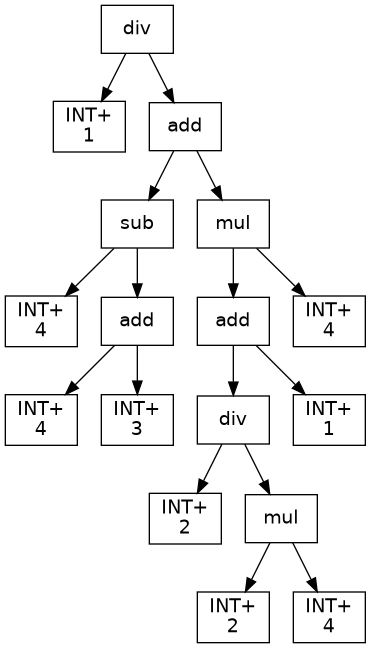 div
INT+
1
add
sub
mul
INT+
4
add
add
INT+
4
INT+
4
INT+
3
div
INT+
1
INT+
2
mul
INT+
2
INT+
4